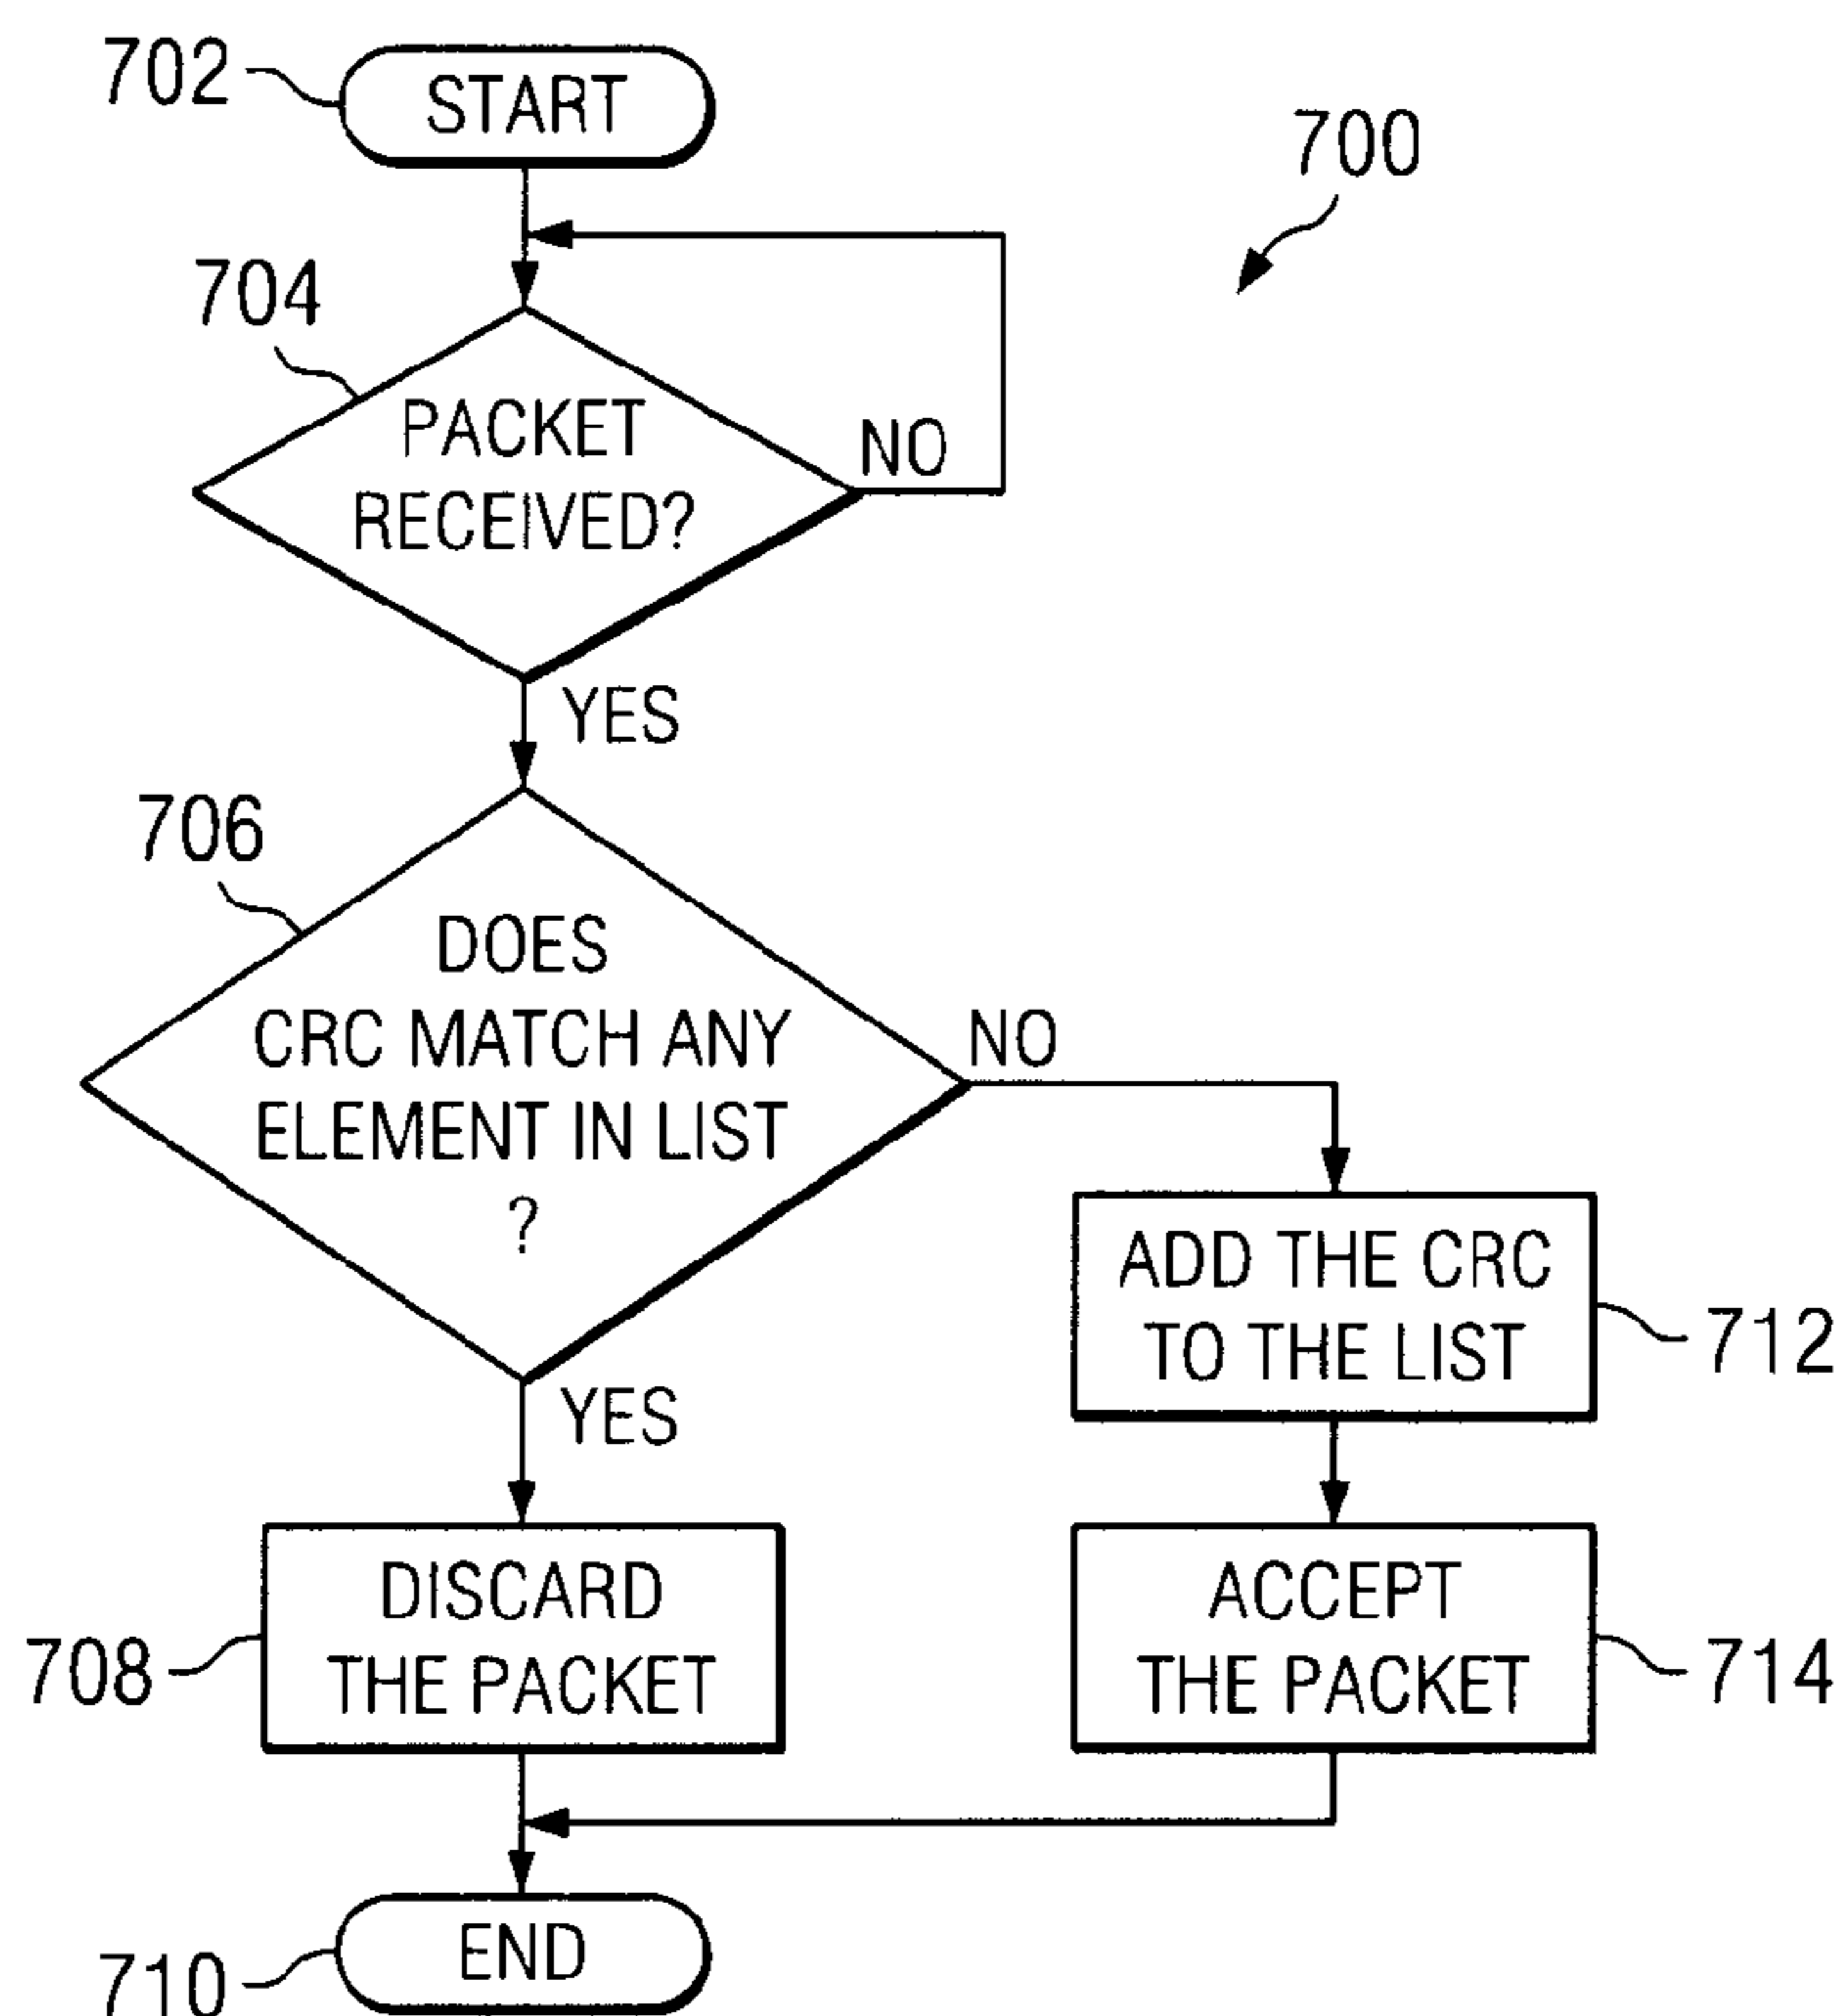 702
START
700
704
PACKET
RECEIVED?
NO
YES
706
DOES
CRC MATCH ANY
ELEMENT IN LIST
?
NO
YES
ADD THE CRC
TO THE LIST
712
708
DISCARD
THE PACKET
ACCEPT
THE PACKET
714
710
END